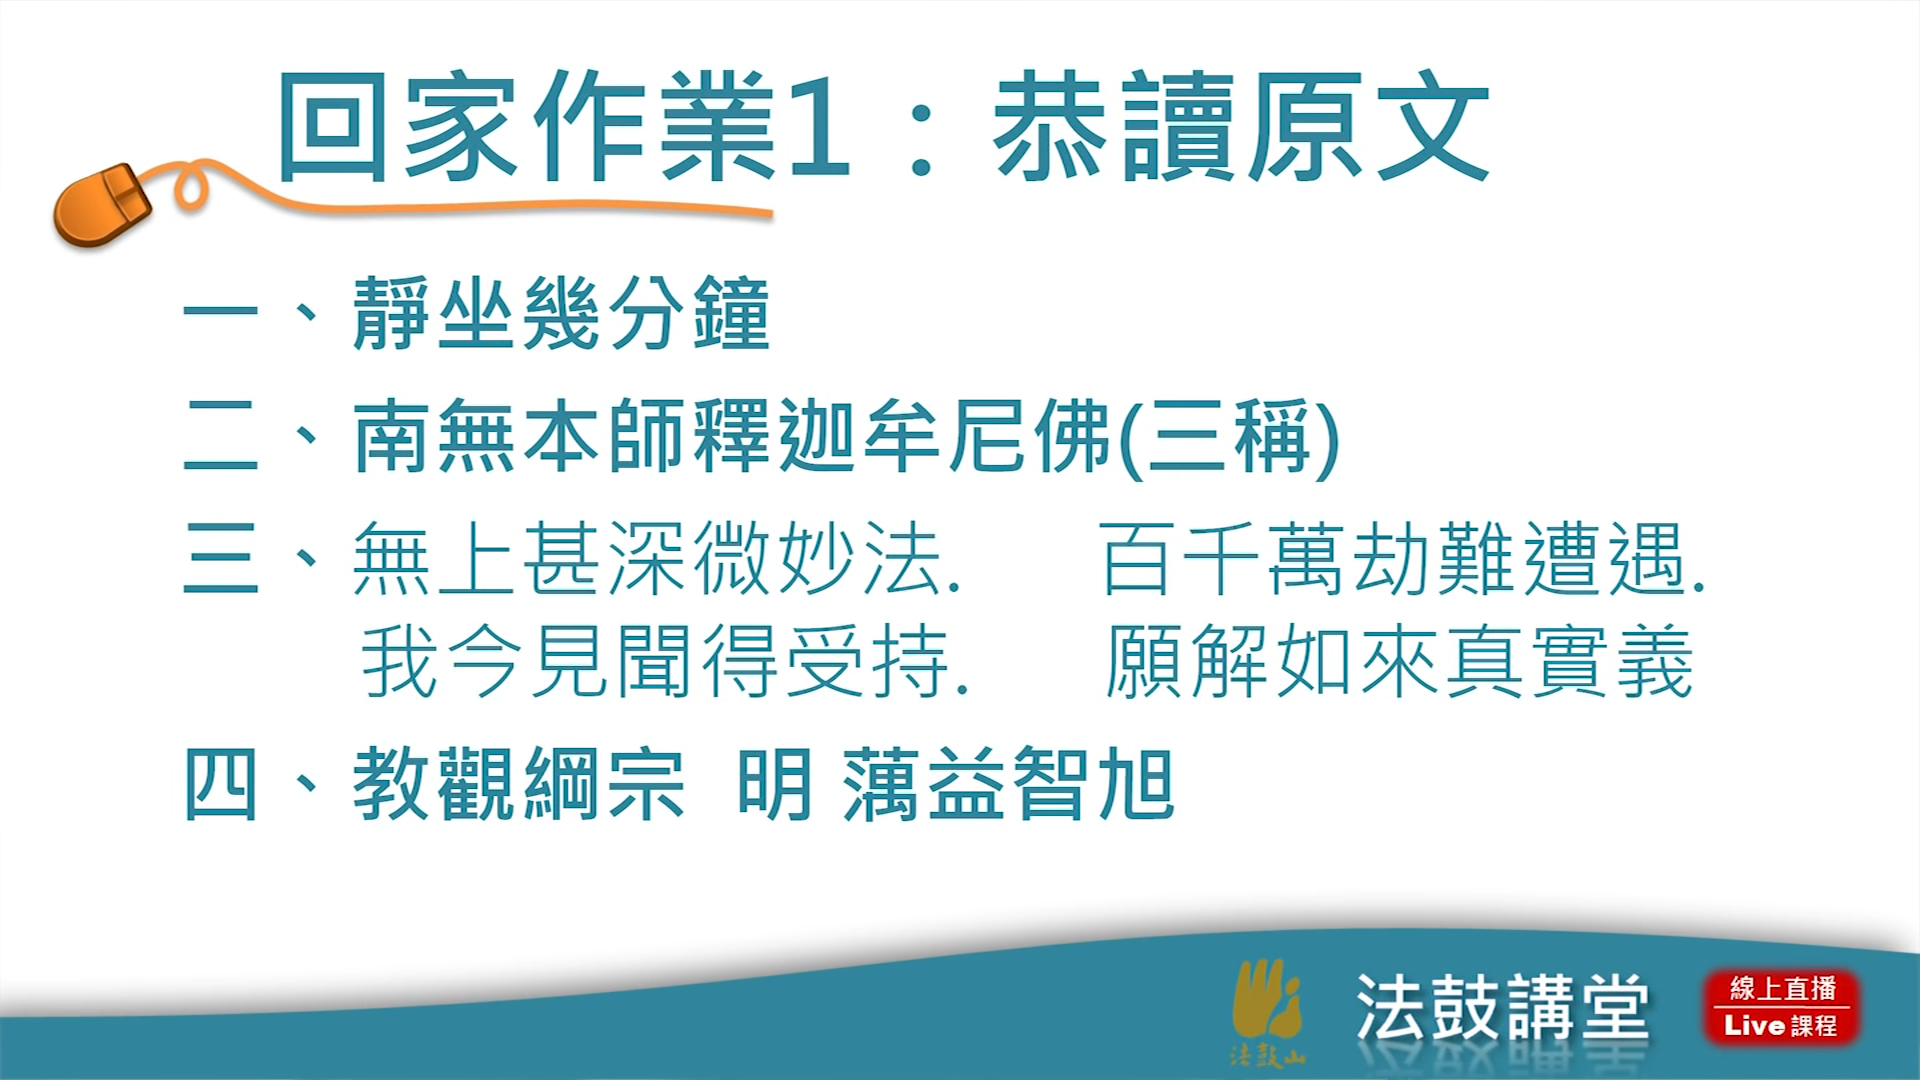 回家作業1：恭讀原文
一、靜坐幾分鐘
二、南無本師釋迦牟尼佛(三稱)
三、無上甚深微妙法. 百千萬劫難遭遇.
我今見聞得受持. 願解如來真實義
四、教觀綱宗 明 蕅益智旭
法鼓山
法鼓講堂
線上直播
Live 課程